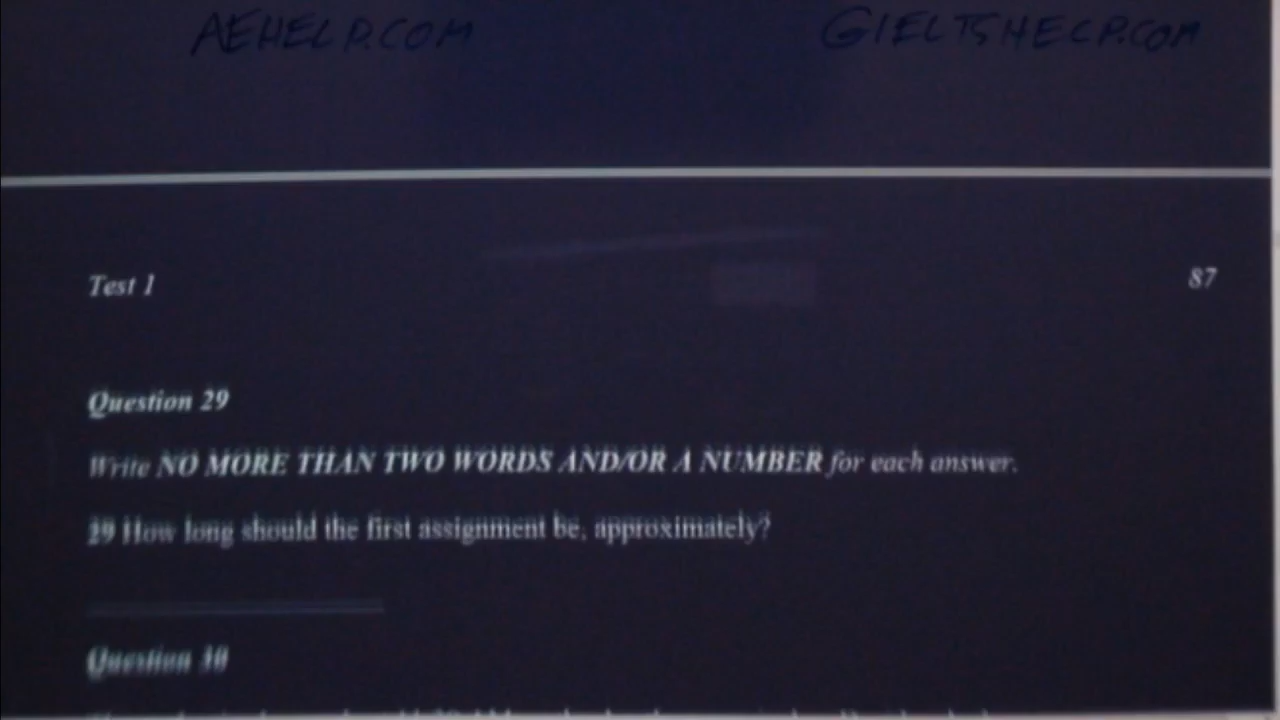 AEHELP.COM GIELTSHELP.COM
Test 1 87
Question 29
Write NO MORE THAN TWO WORDS AND/OR A NUMBER for each answer.
29 How long should the first assignment be, approximately?
Question 30